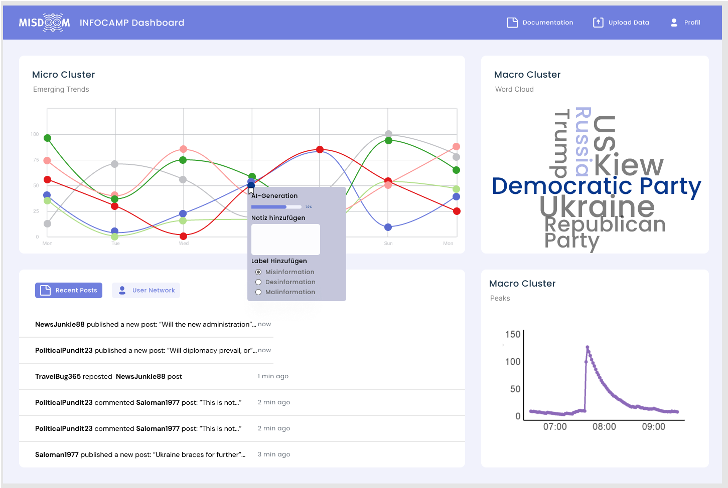 MISDOOM INFOCAMP Dashboard
Documentation
Upload Data
Profil
Micro Cluster
Emerging Trends
100
75
50
25
0
Mon
Tue
Wed
Sun
Mon
AI-Generation
Notiz hinzufügen
Label Hinzufügen
Misinformation
Desinformation
Malinformation
Macro Cluster
Word Cloud
Trump
Russia
US
Kiew
Democratic Party
Ukraine
Republican
Party
Recent Posts
User Network
NewsJunkie88 published a new post: “Will the new administration”... now
PoliticalPundit23 published a new post: “Will diplomacy prevail, or”... now
TravelBug365 reposted NewsJunkie88 post 1 min ago
PoliticalPundit23 commented Saloman1977 post: “This is not...” 2 min ago
PoliticalPundit23 commented Saloman1977 post: “This is not...” 2 min ago
Saloman1977 published a new post: “Ukraine braces for further”... 3 min ago
Macro Cluster
Peaks
150
100
50
0
07:00 08:00 09:00